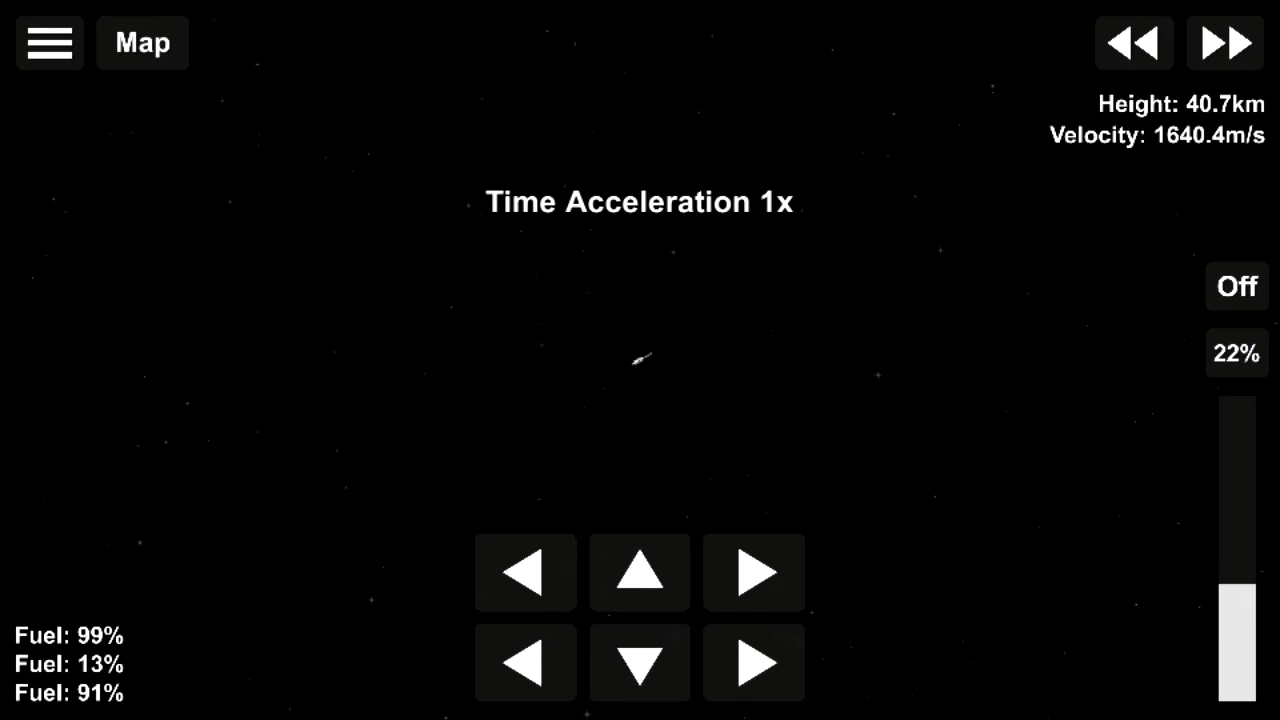 Map
Height: 40.7km
Velocity: 1640.4m/s
Time Acceleration 1x
Off
22%
Fuel: 99%
Fuel: 13%
Fuel: 91%